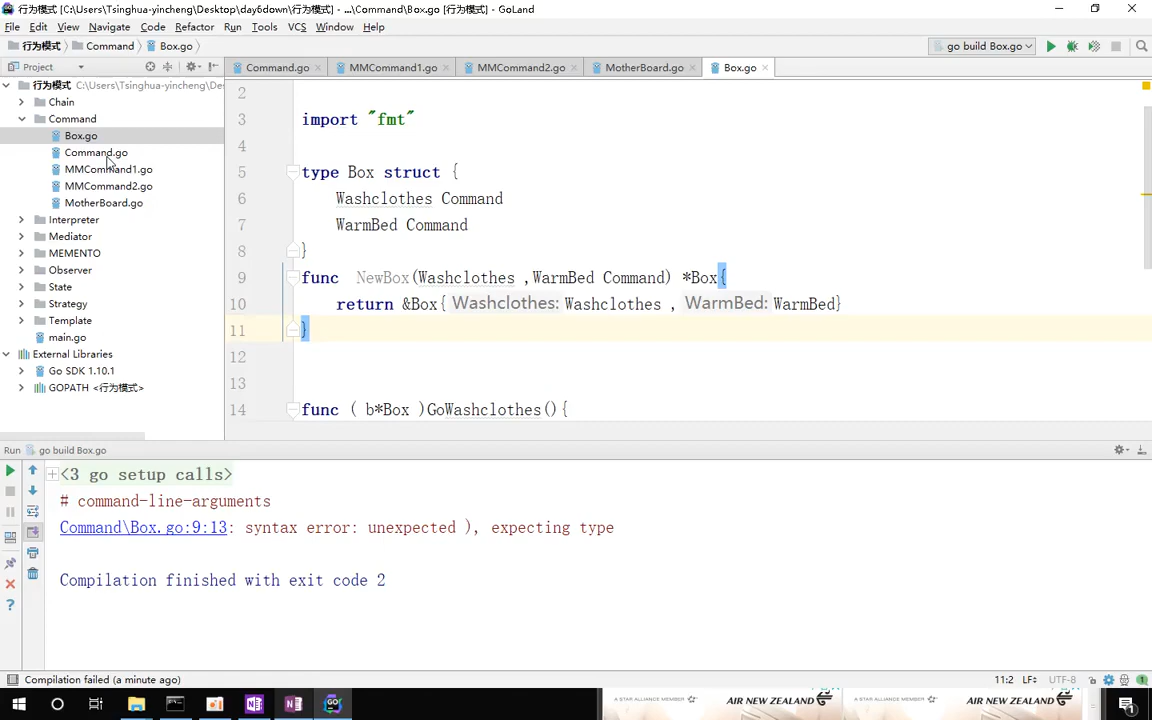 行为模式 [C:\Users\Tsinghua-yincheng\Desktop\day6down\行为模式] - ...\Command\Box.go [行为模式] - GoLand
File Edit View Navigate Code Refactor Run Tools VCS Window Help
行为模式 Command Box.go go build Box.go
Project Command.go MMCommand1.go MMCommand2.go MotherBoard.go Box.go
行为模式 C:\Users\Tsinghua-yincheng\Des
Chain
Command
Box.go
Command.go
MMCommand1.go
MMCommand2.go
MotherBoard.go
Interpreter
Mediator
MEMENTO
Observer
State
Strategy
Template
main.go
External Libraries
Go SDK 1.10.1
GOPATH <行为模式>
2
3 import "fmt"
4
5 type Box struct {
6 Washclothes Command
7 WarmBed Command
8 }
9 func NewBox(Washclothes ,WarmBed Command) *Box{
10 return &Box{ Washclothes: Washclothes , WarmBed: WarmBed}
11 }
12
13
14 func ( b*Box )GoWashclothes(){
Run go build Box.go
<3 go setup calls>
# command-line-arguments
Command\Box.go:9:13: syntax error: unexpected ), expecting type
Compilation finished with exit code 2
Compilation failed (a minute ago) 11:2 LF÷ UTF-8
A STAR ALLIANCE MEMBER AIR NEW ZEALAND A STAR ALLIANCE MEMBER AIR NEW ZEALAND